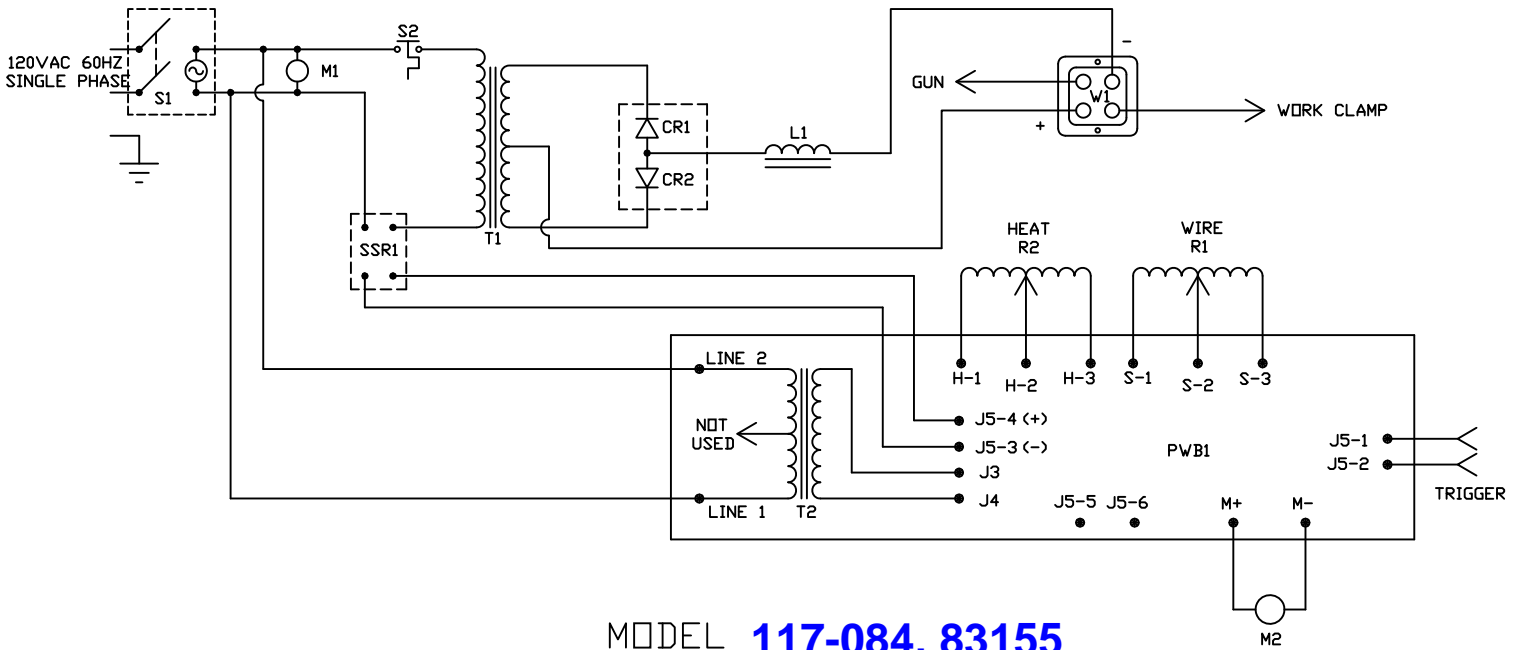 S2
120VAC 60HZ
SINGLE PHASE
S1
M1
T1
CR1
CR2
L1
GUN
W1
-
+
WORK CLAMP
SSR1
HEAT
R2
WIRE
R1
LINE 2
H-1
H-2
H-3
S-1
S-2
S-3
NOT
USED
J5-4 (+)
J5-3 (-)
J3
J4
LINE 1
T2
PWB1
J5-1
J5-2
TRIGGER
J5-5
J5-6
M+
M-
M2
MODEL 117-084, 83155